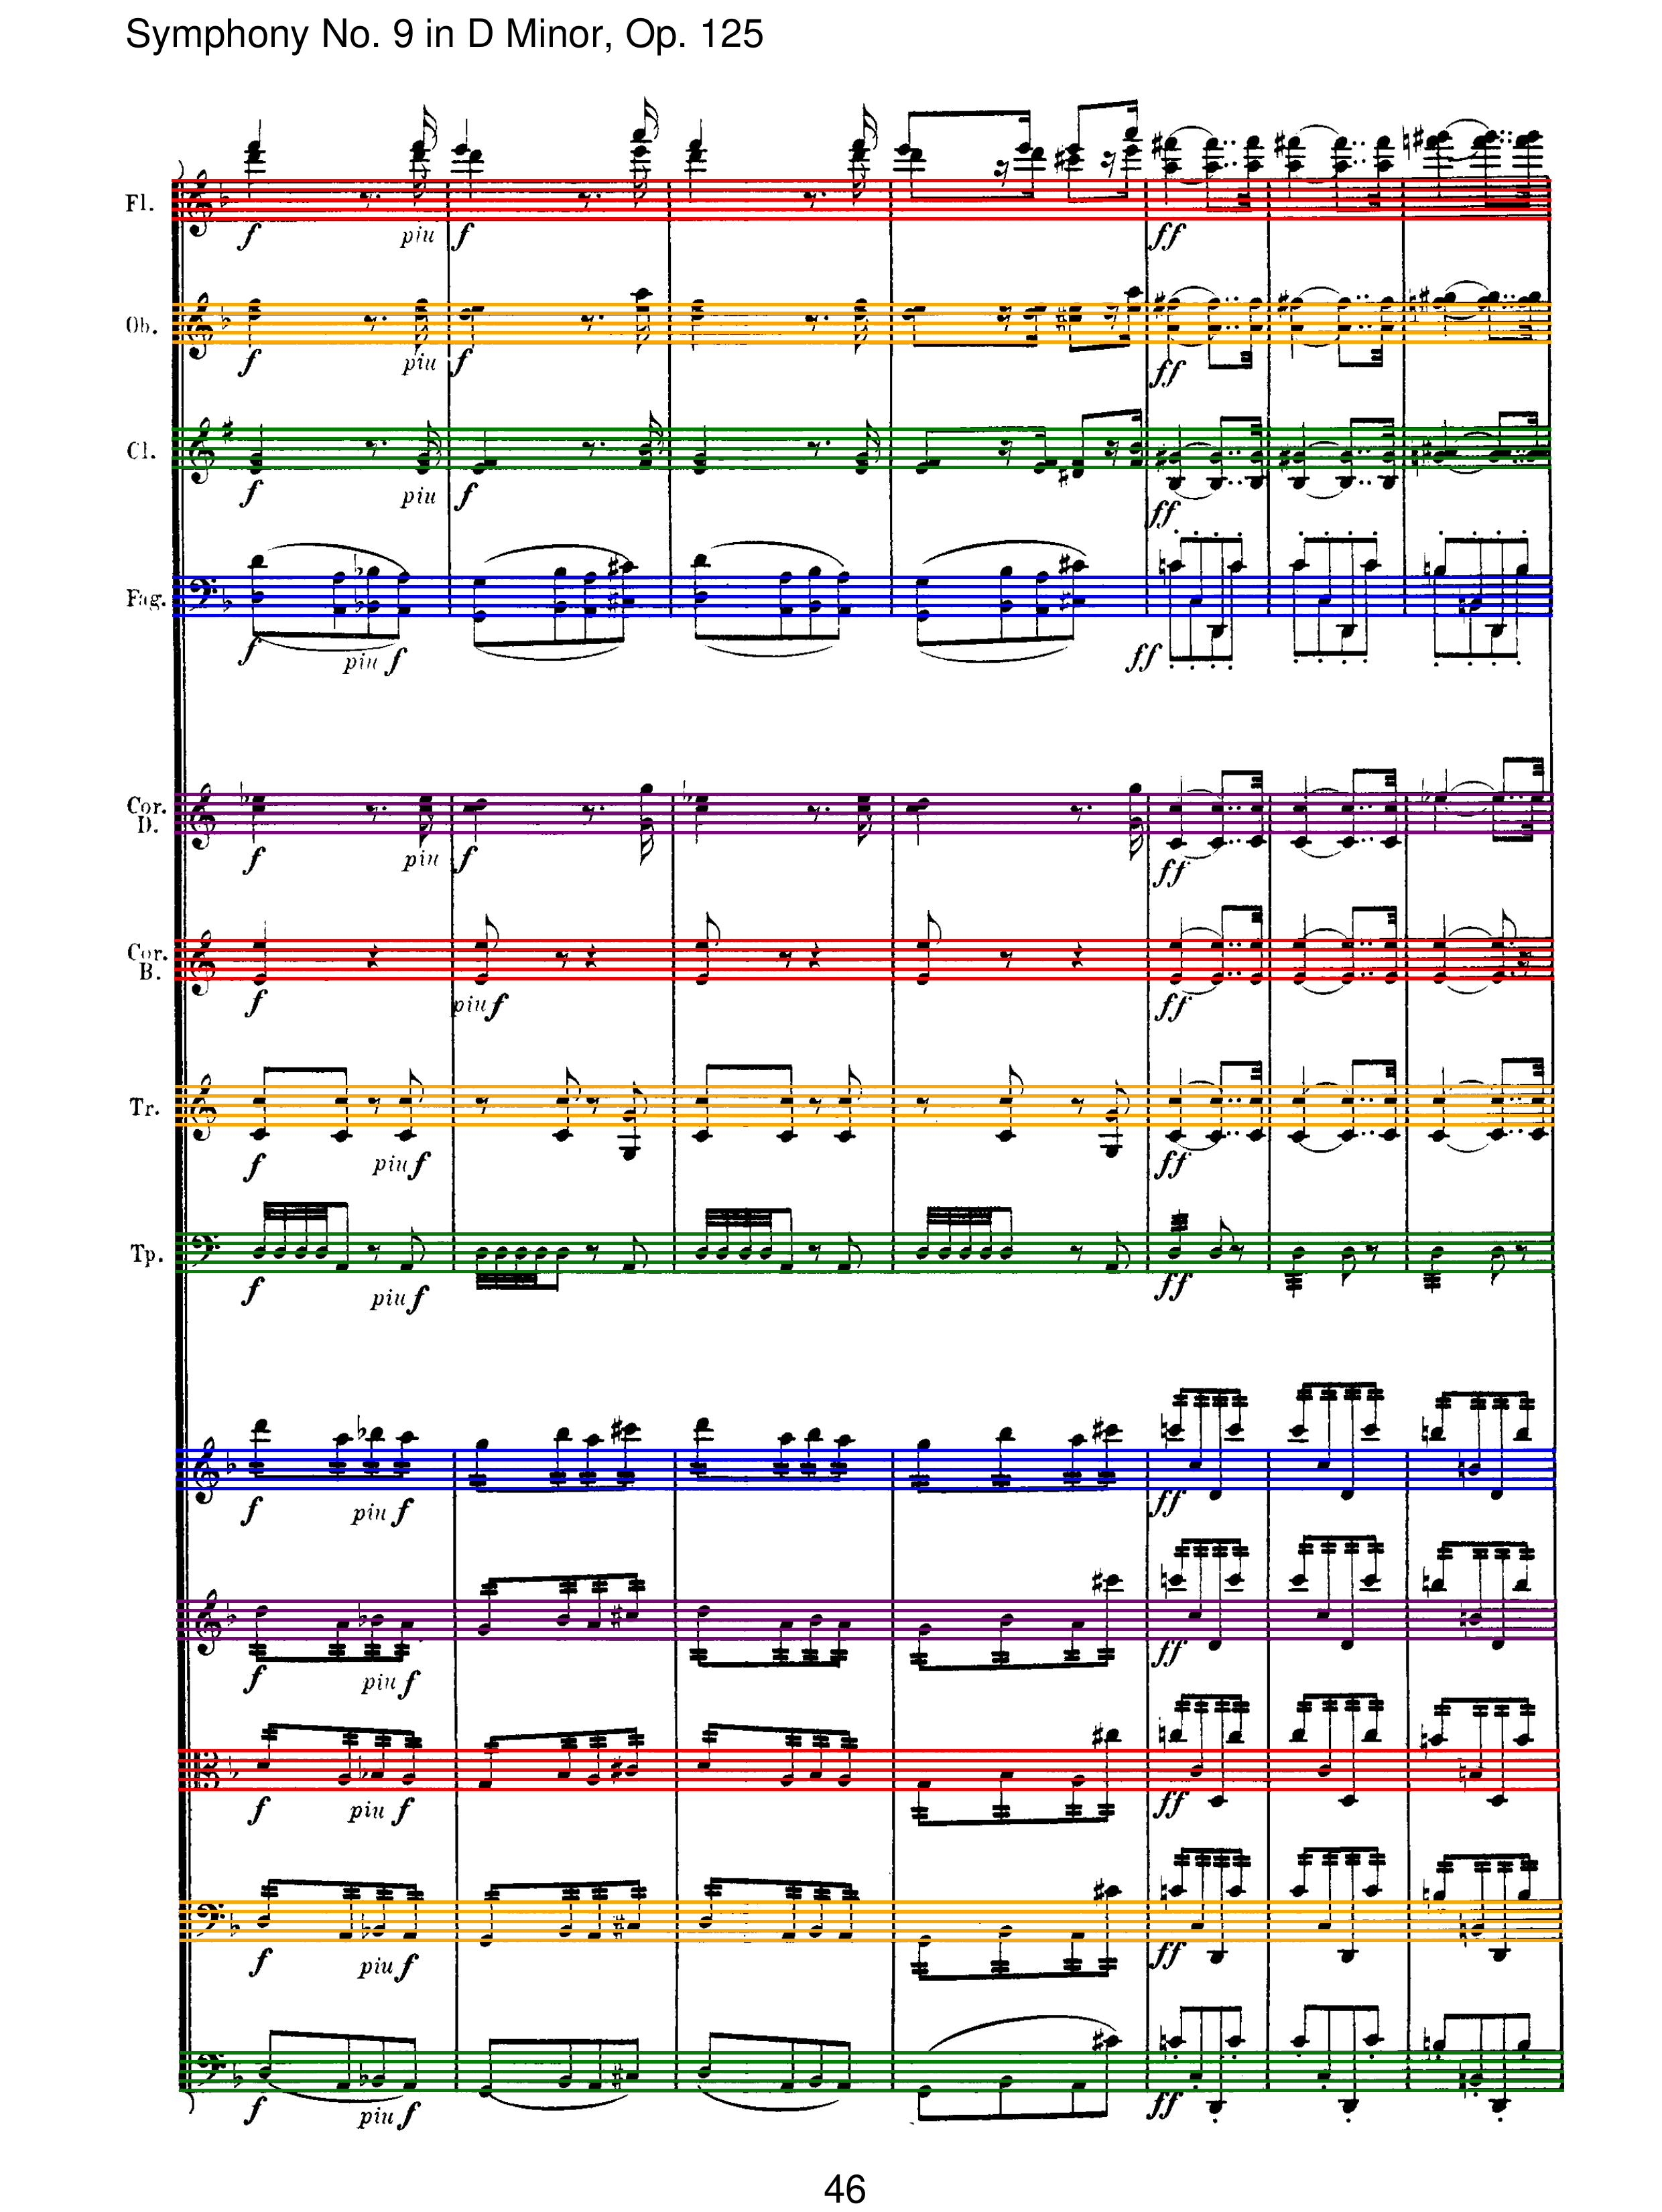 Symphony No. 9 in D Minor, Op. 125
Fl.
f piu f ff
Ob.
f piu f ff
Cl.
f piu f ff
Fag.
f piu f ff
Cor.
D.
f piu f ff
Cor.
B.
f piu f ff
Tr.
f piu f ff
Tp.
f piu f ff
f piu f ff
f piu f ff
f piu f ff
f piu f ff
f piu f ff
46